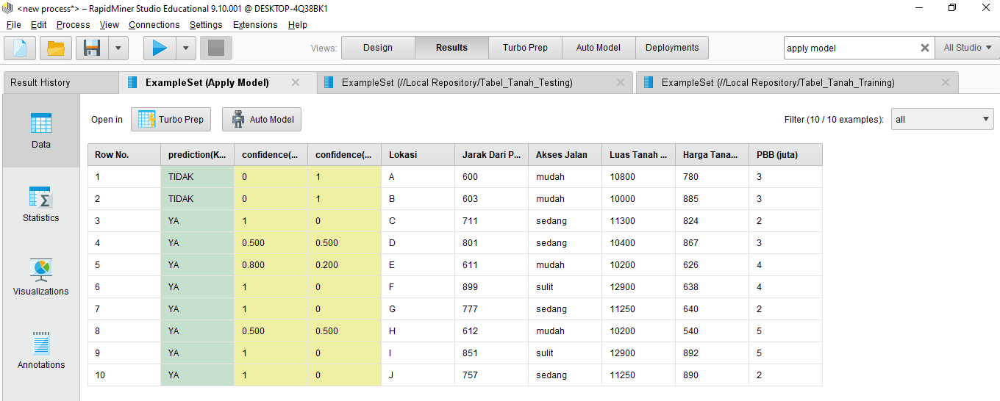 <new process*> – RapidMiner Studio Educational 9.10.001 @ DESKTOP-4Q38BK1
File Edit Process View Connections Settings Extensions Help
Views: Design Results Turbo Prep Auto Model Deployments apply model All Studio
Result History ExampleSet (Apply Model) ExampleSet (//Local Repository/Tabel_Tanah_Testing) ExampleSet (//Local Repository/Tabel_Tanah_Training)
Open in Turbo Prep Auto Model Filter (10 / 10 examples): all
Data
Statistics
Visualizations
Annotations
Row No. prediction(K... confidence(... confidence(... Lokasi Jarak Dari P... Akses Jalan Luas Tanah ... Harga Tana... PBB (juta)
1 TIDAK 0 1 A 600 mudah 10800 780 3
2 TIDAK 0 1 B 603 mudah 10000 885 3
3 YA 1 0 C 711 sedang 11300 824 2
4 YA 0.500 0.500 D 801 sedang 10400 867 3
5 YA 0.800 0.200 E 611 mudah 10200 626 4
6 YA 1 0 F 899 sulit 12900 638 4
7 YA 1 0 G 777 sedang 11250 640 2
8 YA 0.500 0.500 H 612 mudah 10200 540 5
9 YA 1 0 I 851 sulit 12900 892 5
10 YA 1 0 J 757 sedang 11250 890 2